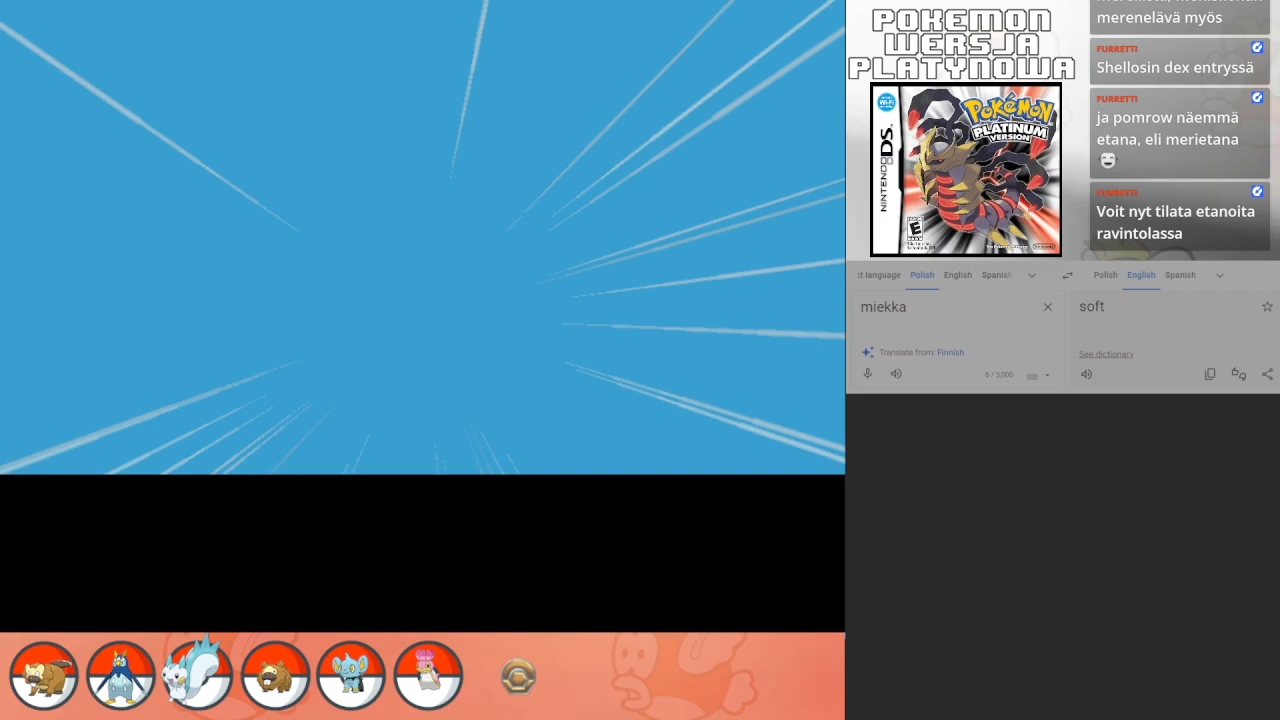 POKEMON
WERSJA
PLATYNOWA
Wi-Fi
NINTENDO DS
POKéMON
PLATINUM
VERSION
E
merenelävä myös
FURRETTI
Shellosin dex entryssä
FURRETTI
ja pomrow näemmä
etana, eli merietana
FURRETTI
Voit nyt tilata etanoita
ravintolassa
ct language Polish English Spanish
Polish English Spanish
miekka
soft
Translate from: Finnish
See dictionary
6 / 5,000